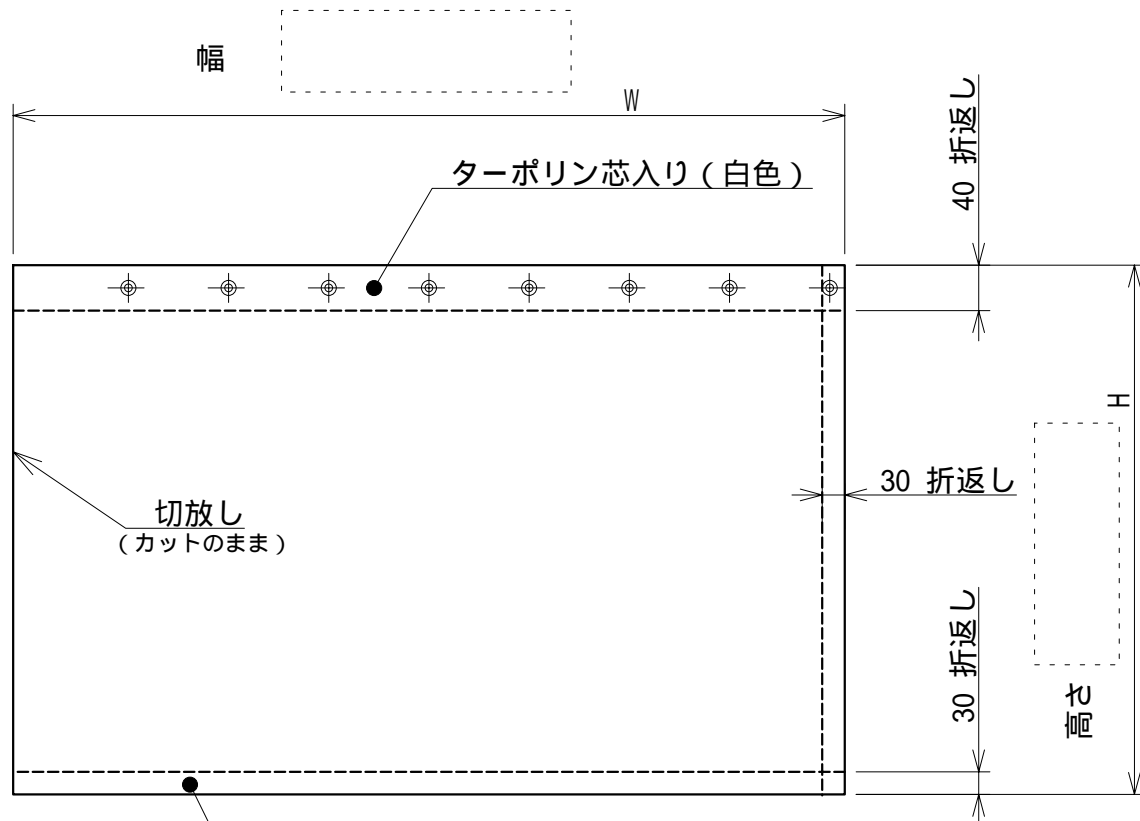 幅
W
ターポリン芯入り（白色）
40 折返し
H
30 折返し
切放し
（カットのまま）
30 折返し
高さ